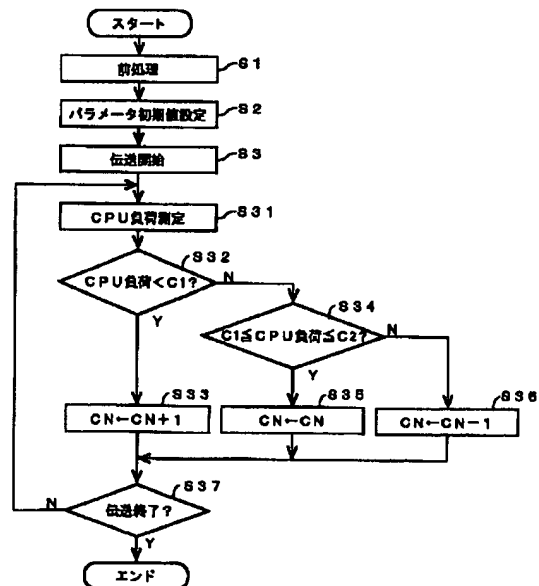 スタート
前処理
S1
パラメータ初期値設定
S2
伝送開始
S3
CPU負荷測定
S31
S32
CPU負荷<C1?
N
Y
S34
C1≦CPU負荷≦C2?
N
Y
S33
CN←CN+1
S35
CN←CN
S36
CN←CN-1
S37
N
伝送終了?
Y
エンド